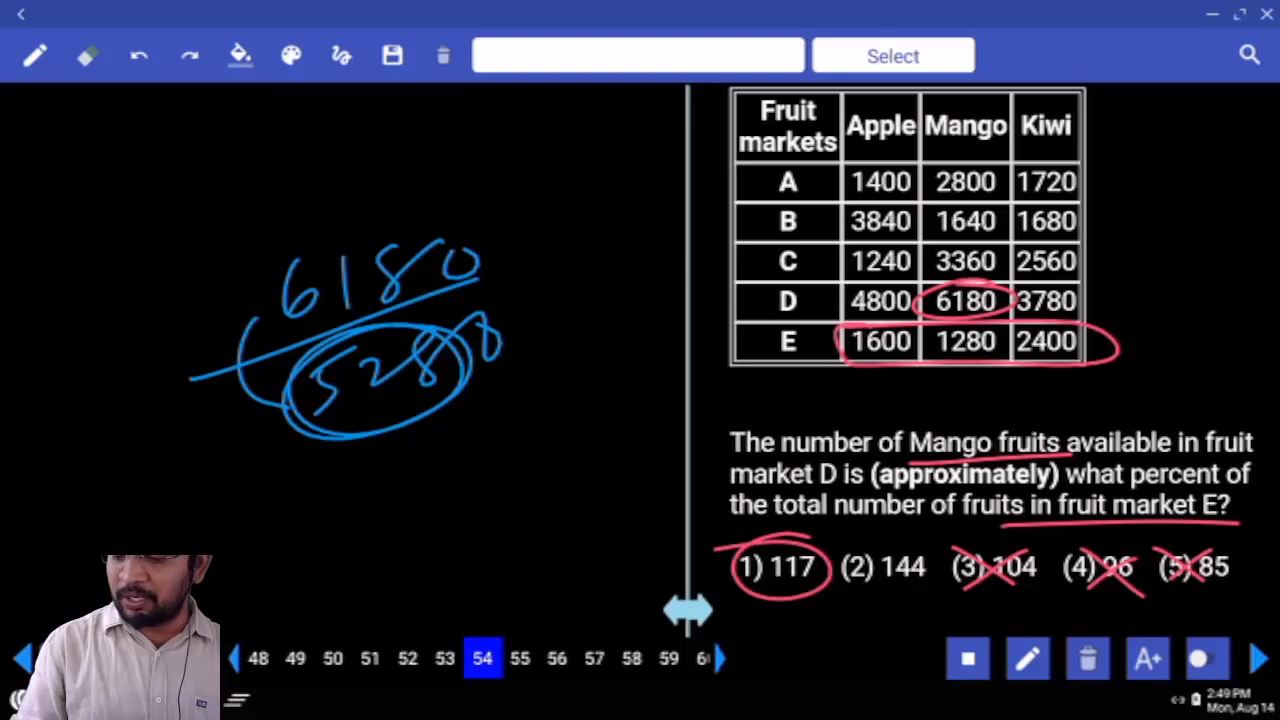 Select
Fruit markets Apple Mango Kiwi
A 1400 2800 1720
B 3840 1640 1680
C 1240 3360 2560
D 4800 6180 3780
E 1600 1280 2400
6180
5280
The number of Mango fruits available in fruit
market D is (approximately) what percent of
the total number of fruits in fruit market E?
1) 117 (2) 144 (3) 104 (4) 96 (5) 85
48 49 50 51 52 53 54 55 56 57 58 59
A+
2:49 PM
Mon, Aug 14